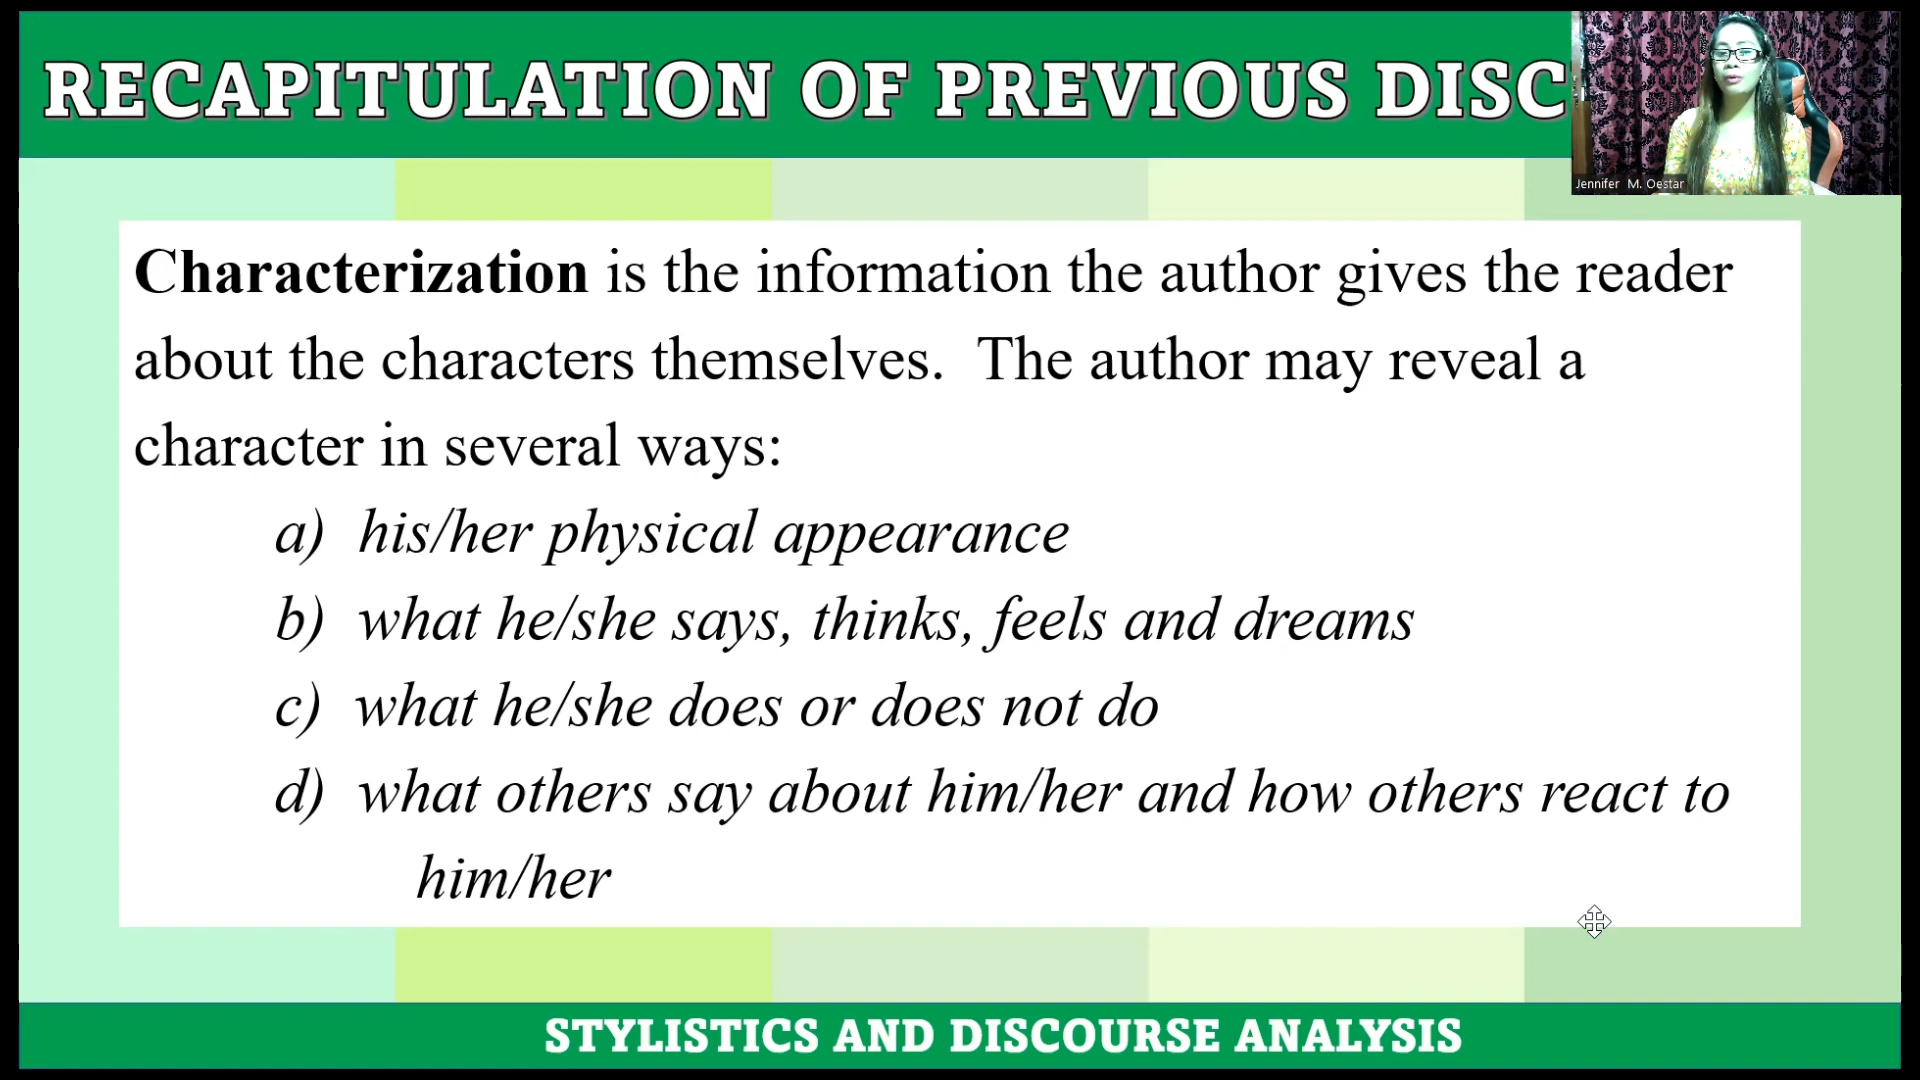 RECAPITULATION OF PREVIOUS DISC
Jennifer M. Oestar
Characterization is the information the author gives the reader
about the characters themselves. The author may reveal a
character in several ways:
a) his/her physical appearance
b) what he/she says, thinks, feels and dreams
c) what he/she does or does not do
d) what others say about him/her and how others react to
him/her
STYLISTICS AND DISCOURSE ANALYSIS